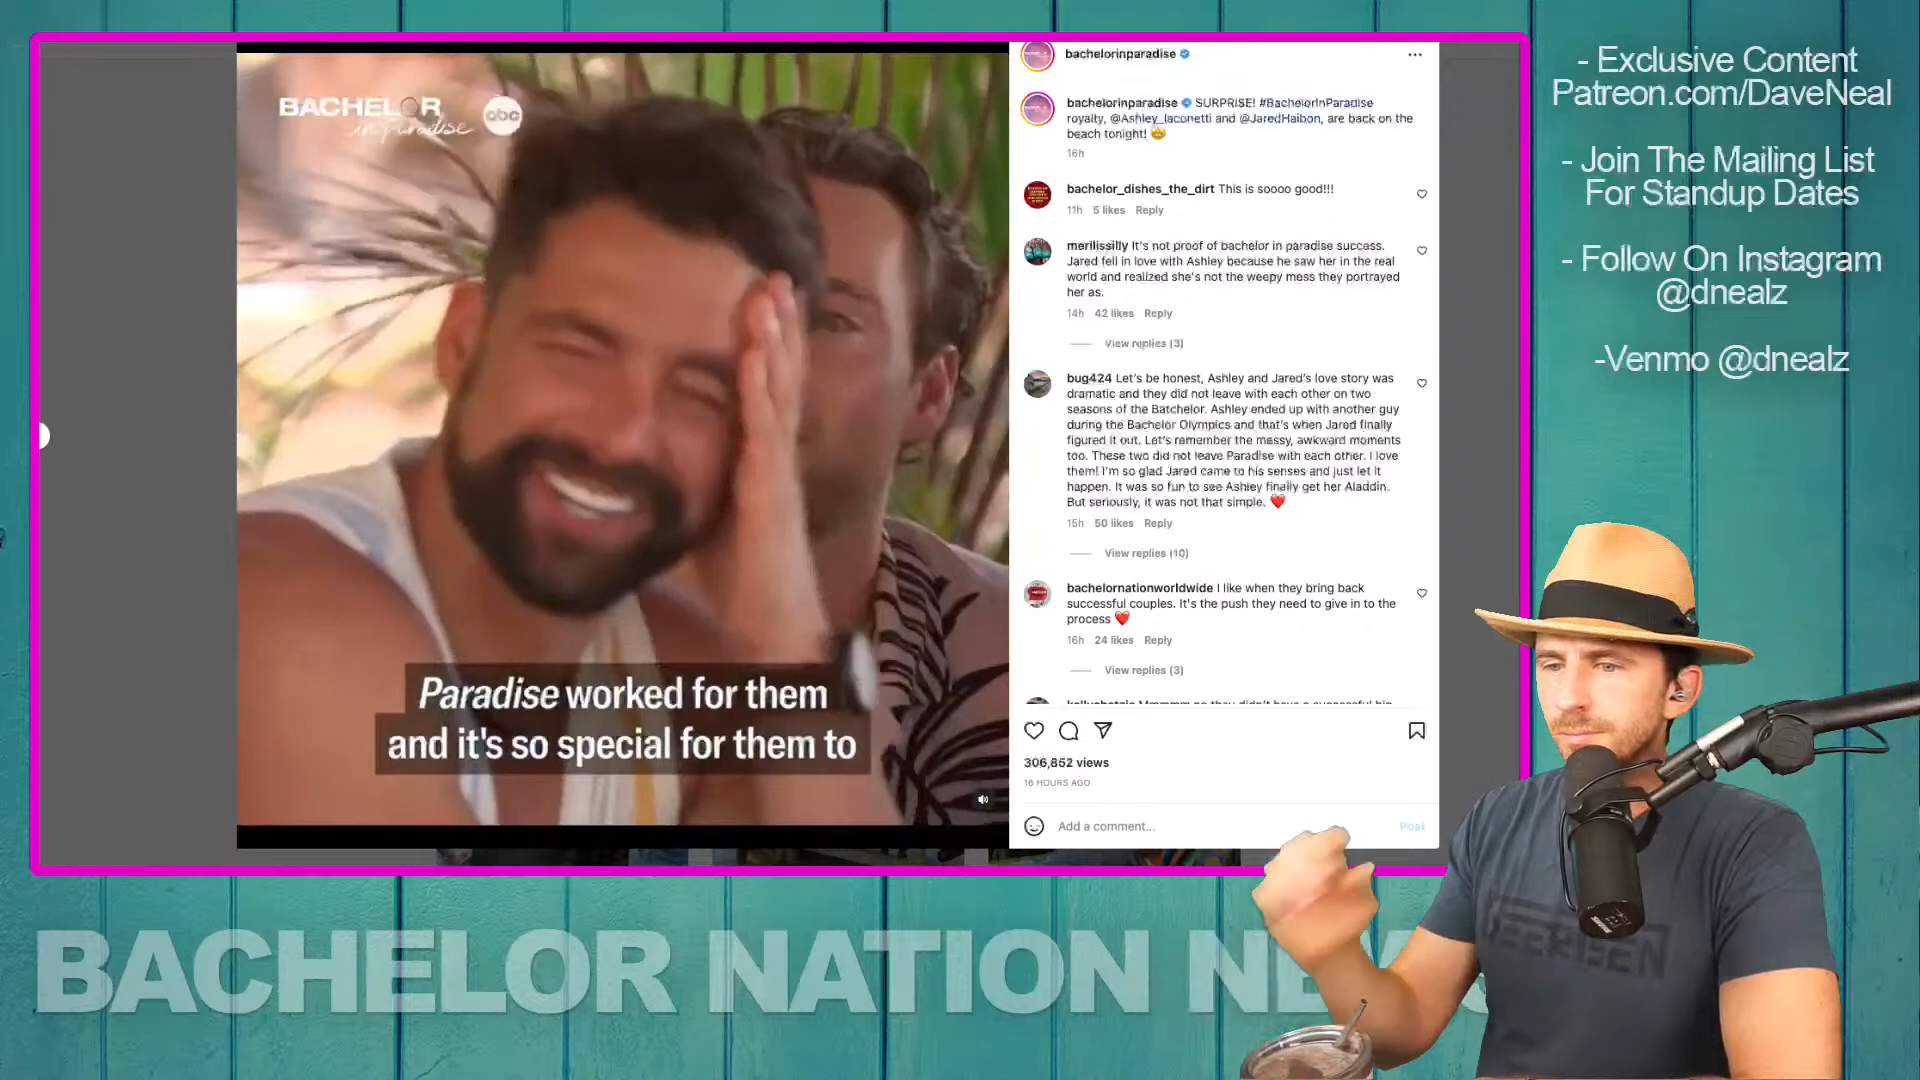 BACHELOR
in Paradise
abc
Paradise worked for them
and it's so special for them to
bachelorinparadise
bachelorinparadise SURPRISE! #BachelorInParadise
royalty, @Ashley_Iaconetti and @JaredHaibon, are back on the
beach tonight!
16h
bachelor_dishes_the_dirt This is soooo good!!!
11h 5 likes Reply
merilissilly It's not proof of bachelor in paradise success.
Jared fell in love with Ashley because he saw her in the real
world and realized she's not the weepy mess they portrayed
her as.
14h 42 likes Reply
View replies (3)
bug424 Let's be honest, Ashley and Jared's love story was
dramatic and they did not leave with each other on two
seasons of the Batchelor. Ashley ended up with another guy
during the Bachelor Olympics and that's when Jared finally
figured it out. Let's remember the messy, awkward moments
too. These two did not leave Paradise with each other. I love
them! I'm so glad Jared came to his senses and just let it
happen. It was so fun to see Ashley finally get her Aladdin.
But seriously, it was not that simple.
15h 50 likes Reply
View replies (10)
bachelornationworldwide I like when they bring back
successful couples. It's the push they need to give in to the
process
16h 24 likes Reply
View replies (3)
306,852 views
16 HOURS AGO
Add a comment...
Post
- Exclusive Content
Patreon.com/DaveNeal
- Join The Mailing List
For Standup Dates
- Follow On Instagram
@dnealz
-Venmo @dnealz
BACHELOR NATION